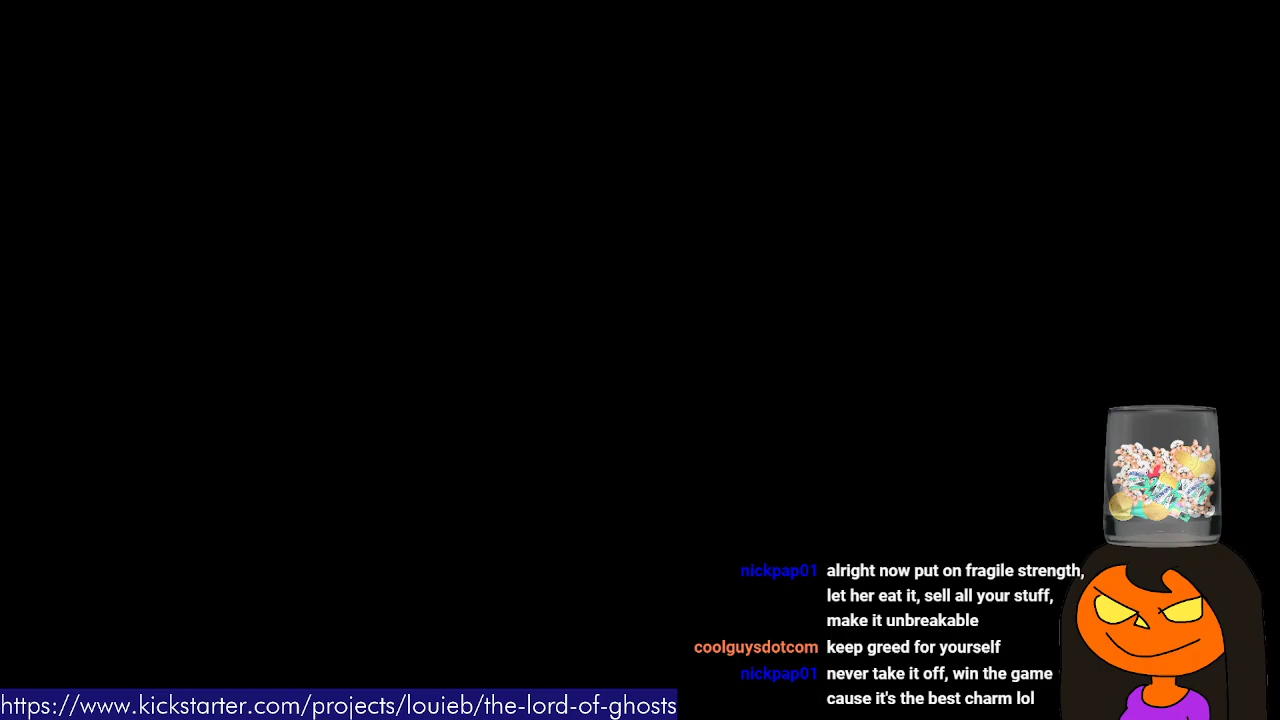 nickpap01 alright now put on fragile strength,
let her eat it, sell all your stuff,
make it unbreakable
coolguysdotcom keep greed for yourself
nickpap01 never take it off, win the game
cause it's the best charm lol
https://www.kickstarter.com/projects/louieb/the-lord-of-ghosts